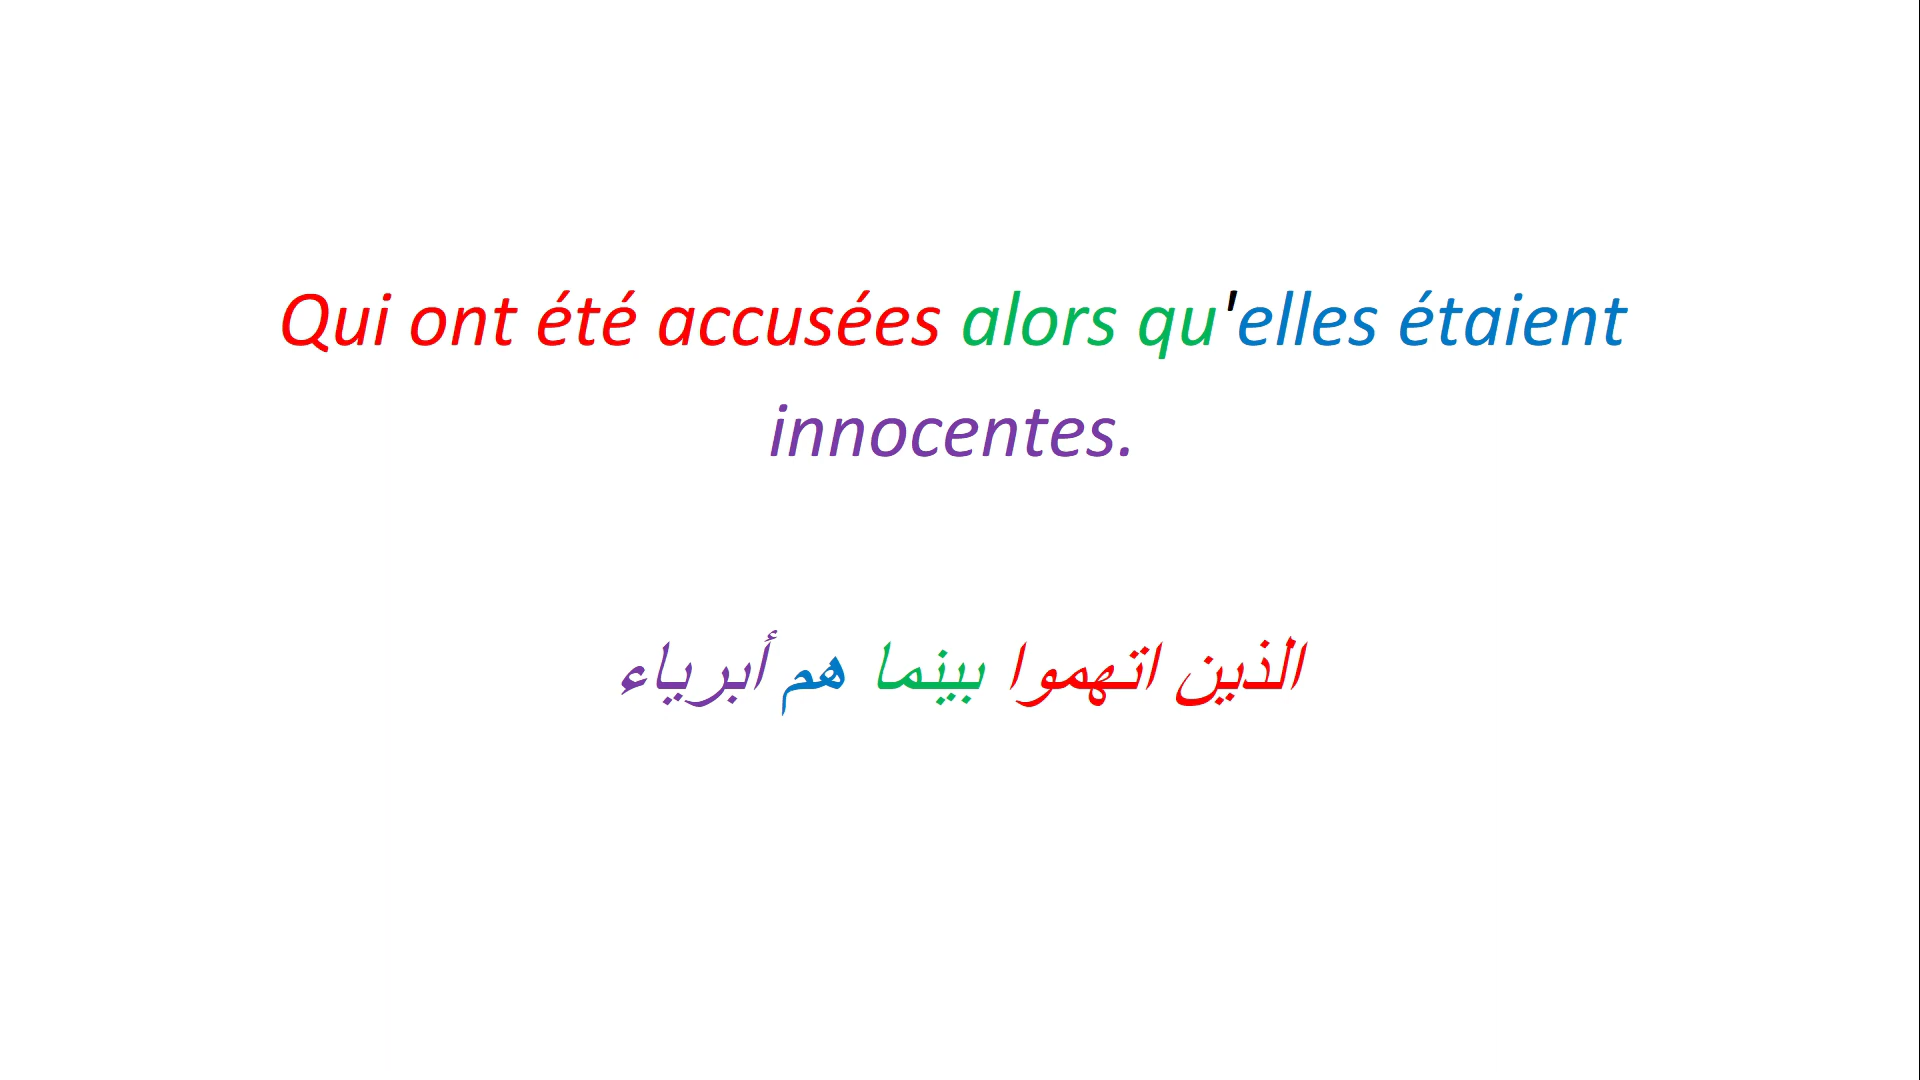 Qui ont été accusées alors qu'elles étaient
innocentes.
الذين اتهموا بينما هم أبرياء